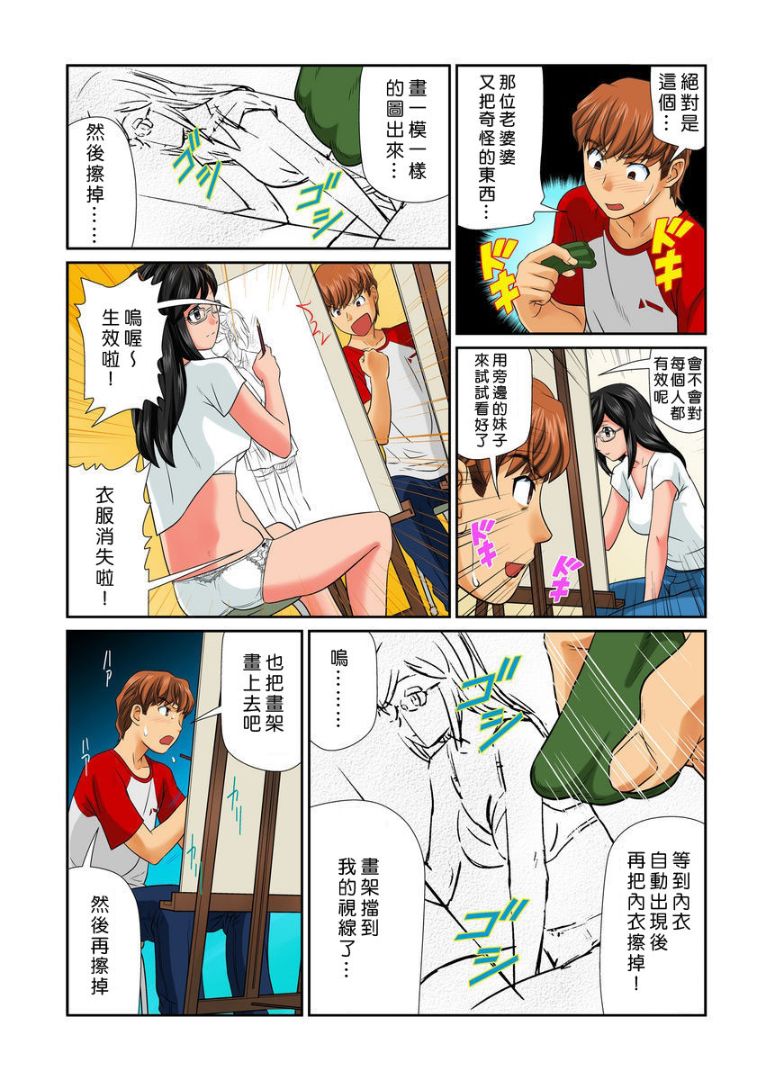 絕對是
這個…
那位老婆婆
又把奇怪的東西…
ドキ
ドキ
畫一模一樣
的圖出來…
然後擦掉……
ゴシ
ゴシ
會不會對
每個人都
有效呢
用旁邊的妹子
來試試看好了
ドキ
ドキ
嗚喔~
生效啦！
衣服消失啦！
等到內衣
自動出現後
再把內衣擦掉！
嗚………
ゴシ
ゴシ
畫架擋到
我的視線了…
也把畫架
畫上去吧
カリ
カリ
ハァ
ハァ
然後再擦掉